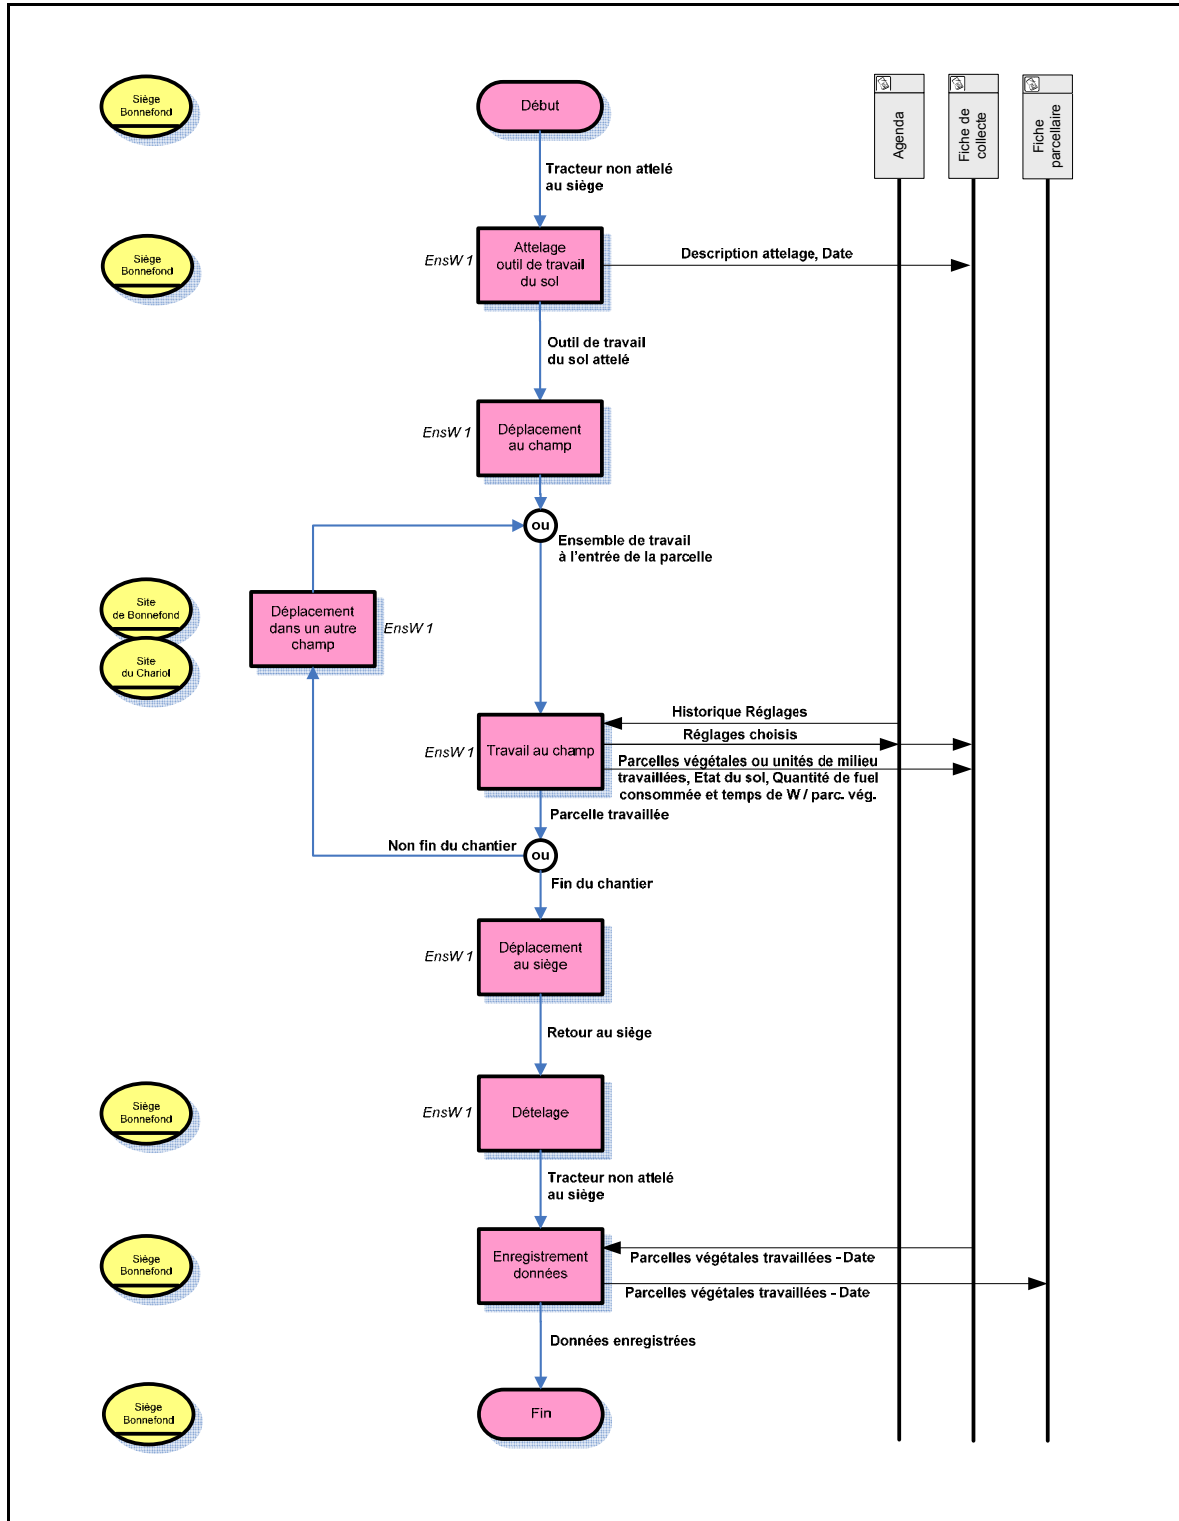 Siège
Bonnefond
Début
Agenda
Fiche de
collecte
Fiche
parcellaire
Tracteur non attelé
au siège
Siège
Bonnefond
EnsW 1
Attelage
outil de travail
du sol
Description attelage, Date
Outil de travail
du sol attelé
EnsW 1
Déplacement
au champ
ou
Ensemble de travail
à l'entrée de la parcelle
Site
de Bonnefond
Site
du Chariol
Déplacement
dans un autre
champ
EnsW 1
Historique Réglages
EnsW 1
Travail au champ
Réglages choisis
Parcelles végétales ou unités de milieu
travaillées, Etat du sol, Quantité de fuel
consommée et temps de W / parc. vég.
Parcelle travaillée
Non fin du chantier
ou
Fin du chantier
EnsW 1
Déplacement
au siège
Retour au siège
Siège
Bonnefond
EnsW 1
Dételage
Tracteur non attelé
au siège
Siège
Bonnefond
Enregistrement
données
Parcelles végétales travaillées - Date
Parcelles végétales travaillées - Date
Données enregistrées
Siège
Bonnefond
Fin